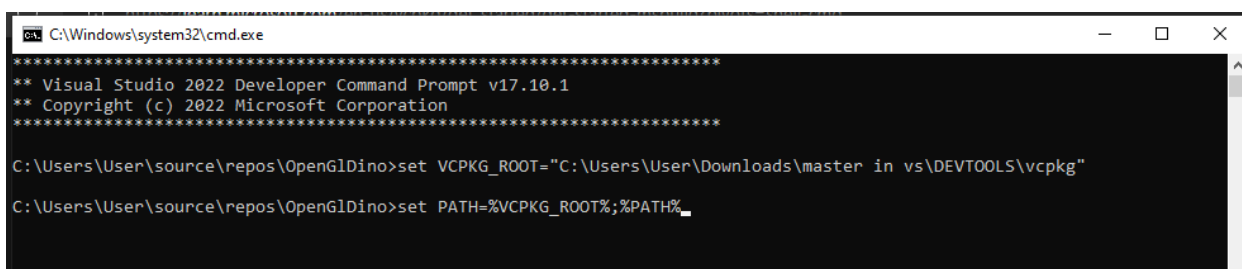 C:\Windows\system32\cmd.exe
**********************************************************************
** Visual Studio 2022 Developer Command Prompt v17.10.1
** Copyright (c) 2022 Microsoft Corporation
**********************************************************************
C:\Users\User\source\repos\OpenGlDino>set VCPKG_ROOT="C:\Users\User\Downloads\master in vs\DEVTOOLS\vcpkg"
C:\Users\User\source\repos\OpenGlDino>set PATH=%VCPKG_ROOT%;%PATH%